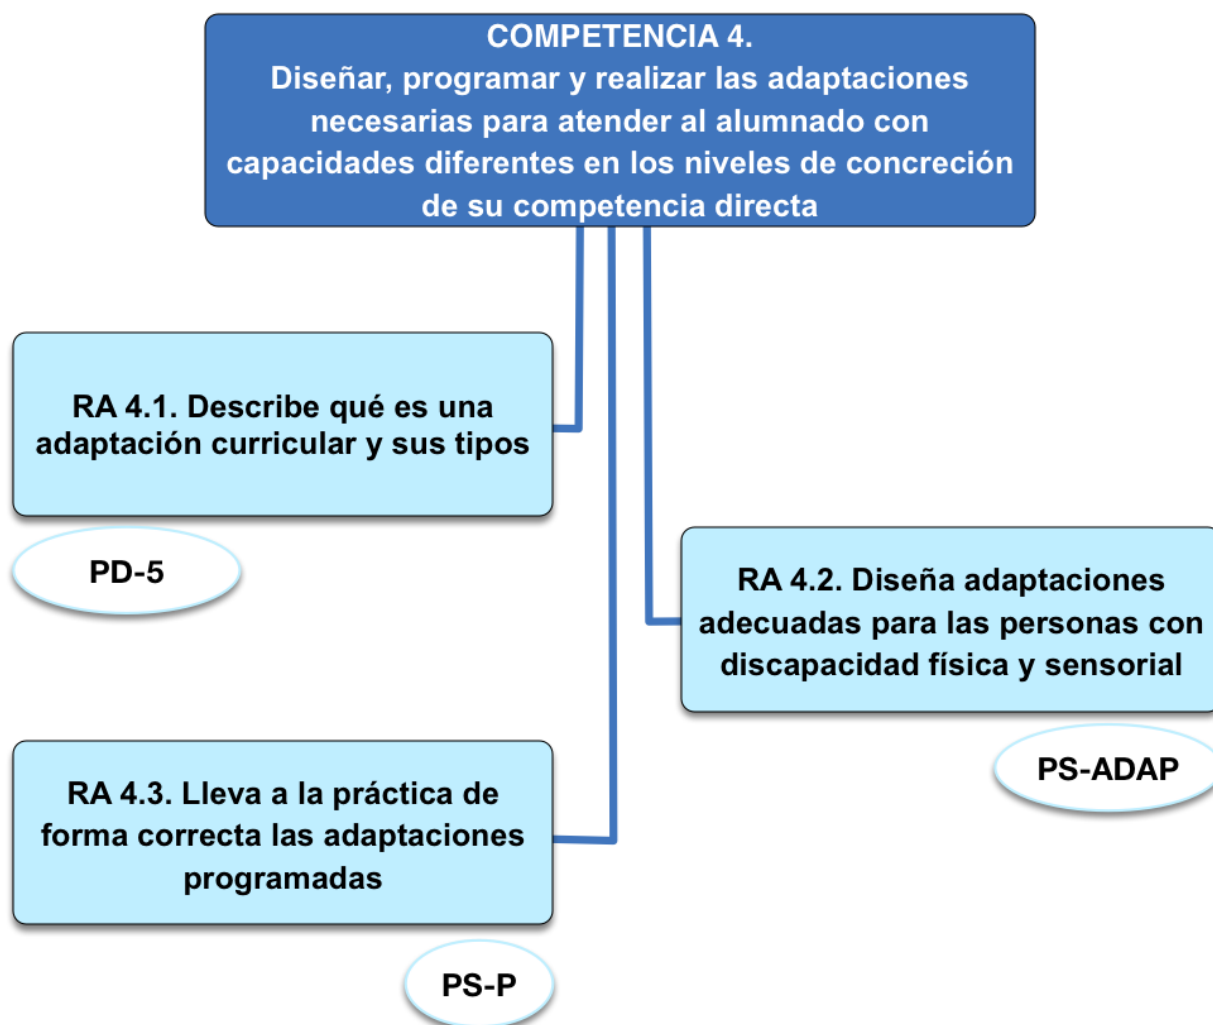 COMPETENCIA 4.
Diseñar, programar y realizar las adaptaciones
necesarias para atender al alumnado con
capacidades diferentes en los niveles de concreción
de su competencia directa
RA 4.1. Describe qué es una
adaptación curricular y sus tipos
PD-5
RA 4.2. Diseña adaptaciones
adecuadas para las personas con
discapacidad física y sensorial
PS-ADAP
RA 4.3. Lleva a la práctica de
forma correcta las adaptaciones
programadas
PS-P